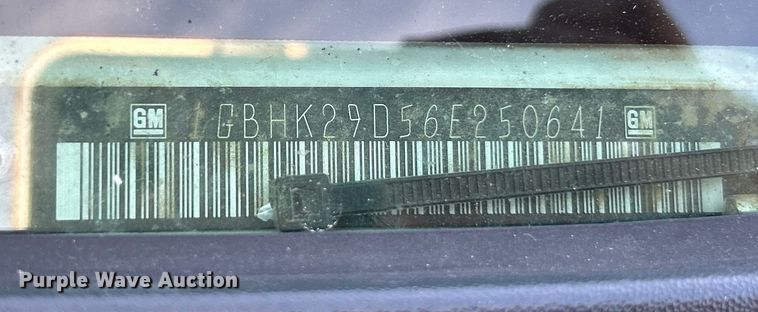 GM 1GBHK29D56E250641 GM
Purple Wave Auction